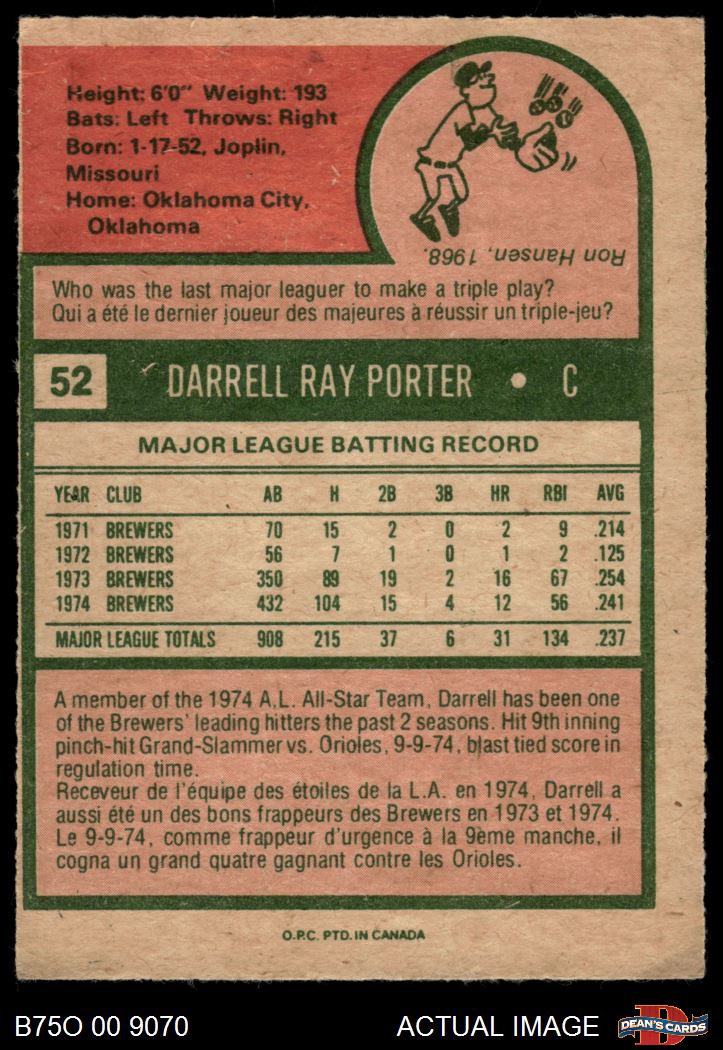 Height: 6'0" Weight: 193
Bats: Left Throws: Right
Born: 1-17-52, Joplin,
Missouri
Home: Oklahoma City,
Oklahoma
Ron Hansen, 1968.
Who was the last major leaguer to make a triple play?
Qui a été le dernier joueur des majeures à réussir un triple-jeu?
52 DARRELL RAY PORTER • C
MAJOR LEAGUE BATTING RECORD
YEAR CLUB AB H 2B 3B HR RBI AVG
1971 BREWERS 70 15 2 0 2 9 .214
1972 BREWERS 56 7 1 0 1 2 .125
1973 BREWERS 350 89 19 2 16 67 .254
1974 BREWERS 432 104 15 4 12 56 .241
MAJOR LEAGUE TOTALS 908 215 37 6 31 134 .237
A member of the 1974 A.L. All-Star Team, Darrell has been one
of the Brewers' leading hitters the past 2 seasons. Hit 9th inning
pinch-hit Grand-Slammer vs. Orioles, 9-9-74, blast tied score in
regulation time.
Receveur de l'équipe des étoiles de la L.A. en 1974, Darrell a
aussi été un des bons frappeurs des Brewers en 1973 et 1974.
Le 9-9-74, comme frappeur d'urgence à la 9ème manche, il
cogna un grand quatre gagnant contre les Orioles.
O.P.C. PTD. IN CANADA
B75O 00 9070 ACTUAL IMAGE D DEAN'S CARDS